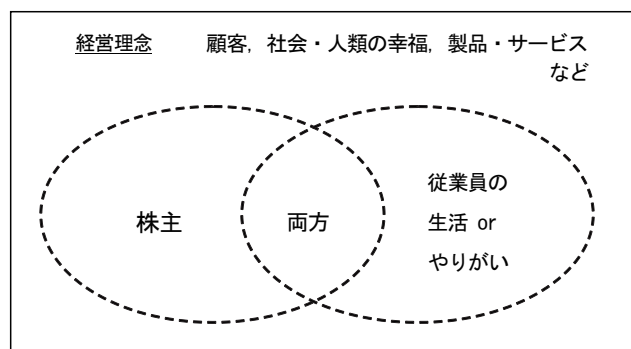 経営理念 顧客, 社会・人類の幸福, 製品・サービス
など
株主
両方
従業員の
生活 or
やりがい